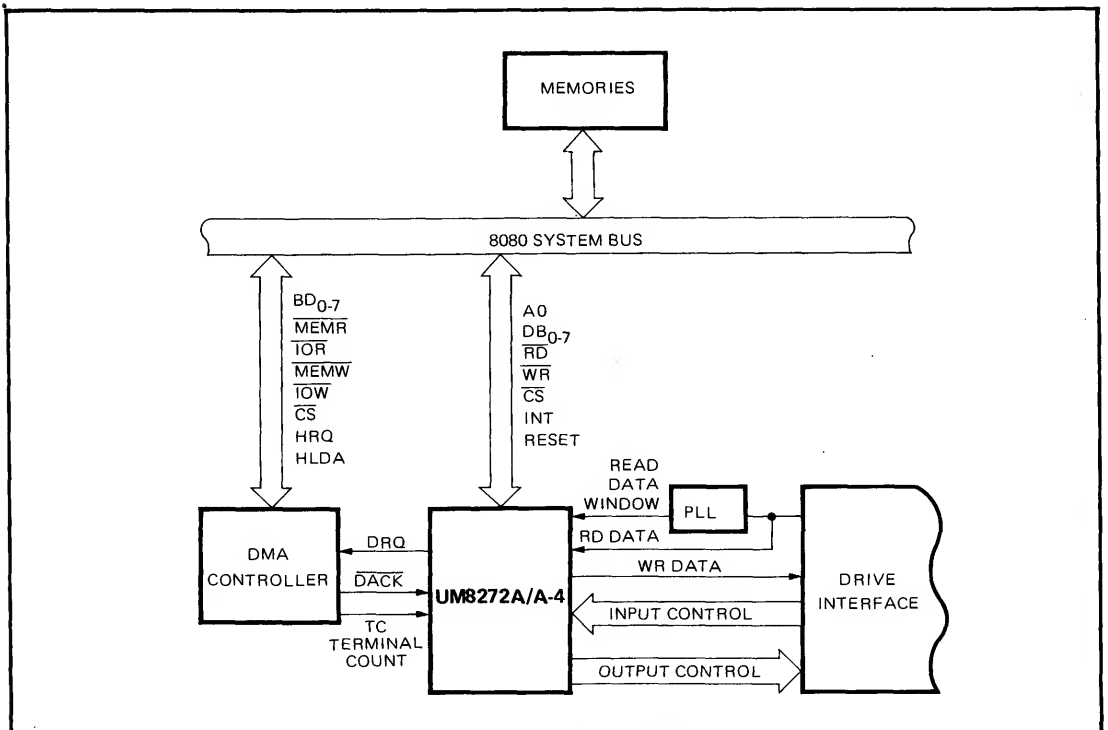 MEMORIES
8080 SYSTEM BUS
BD0-7
MEMR
IOR
MEMW
IOW
CS
HRQ
HLDA
A0
DB0-7
RD
WR
CS
INT
RESET
READ
DATA
WINDOW
PLL
RD DATA
WR DATA
INPUT CONTROL
OUTPUT CONTROL
DMA
CONTROLLER
DRQ
DACK
TC
TERMINAL
COUNT
UM8272A/A-4
DRIVE
INTERFACE